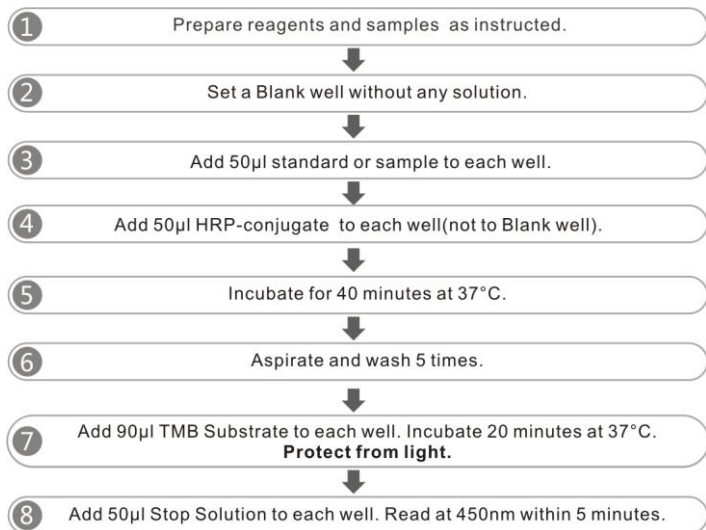 1 Prepare reagents and samples as instructed.
2 Set a Blank well without any solution.
3 Add 50µl standard or sample to each well.
4 Add 50µl HRP-conjugate to each well(not to Blank well).
5 Incubate for 40 minutes at 37°C.
6 Aspirate and wash 5 times.
7 Add 90µl TMB Substrate to each well. Incubate 20 minutes at 37°C.
Protect from light.
8 Add 50µl Stop Solution to each well. Read at 450nm within 5 minutes.